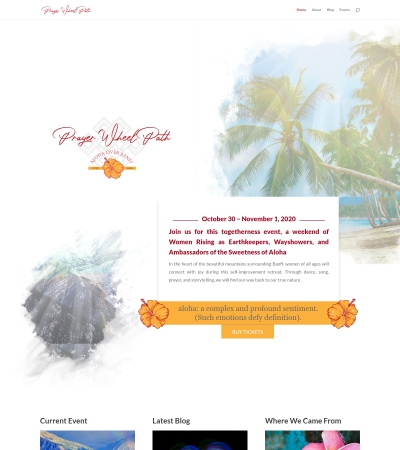 Prayer Wheel Path
Home About Blog Events
Prayer Wheel Path
October 30 – November 1, 2020
Join us for this togetherness event, a weekend of
Women Rising as Earthkeepers, Wayshowers, and
Ambassadors of the Sweetness of Aloha
In the heart of the beautiful mountains surrounding Banff, women of all ages will
connect with joy during this self-improvement retreat. Through dance, song,
prayer, and storytelling, we will find our way back to our true nature.
aloha: a complex and profound sentiment.
(Such emotions defy definition).
BUY TICKETS
Current Event
Latest Blog
Where We Came From